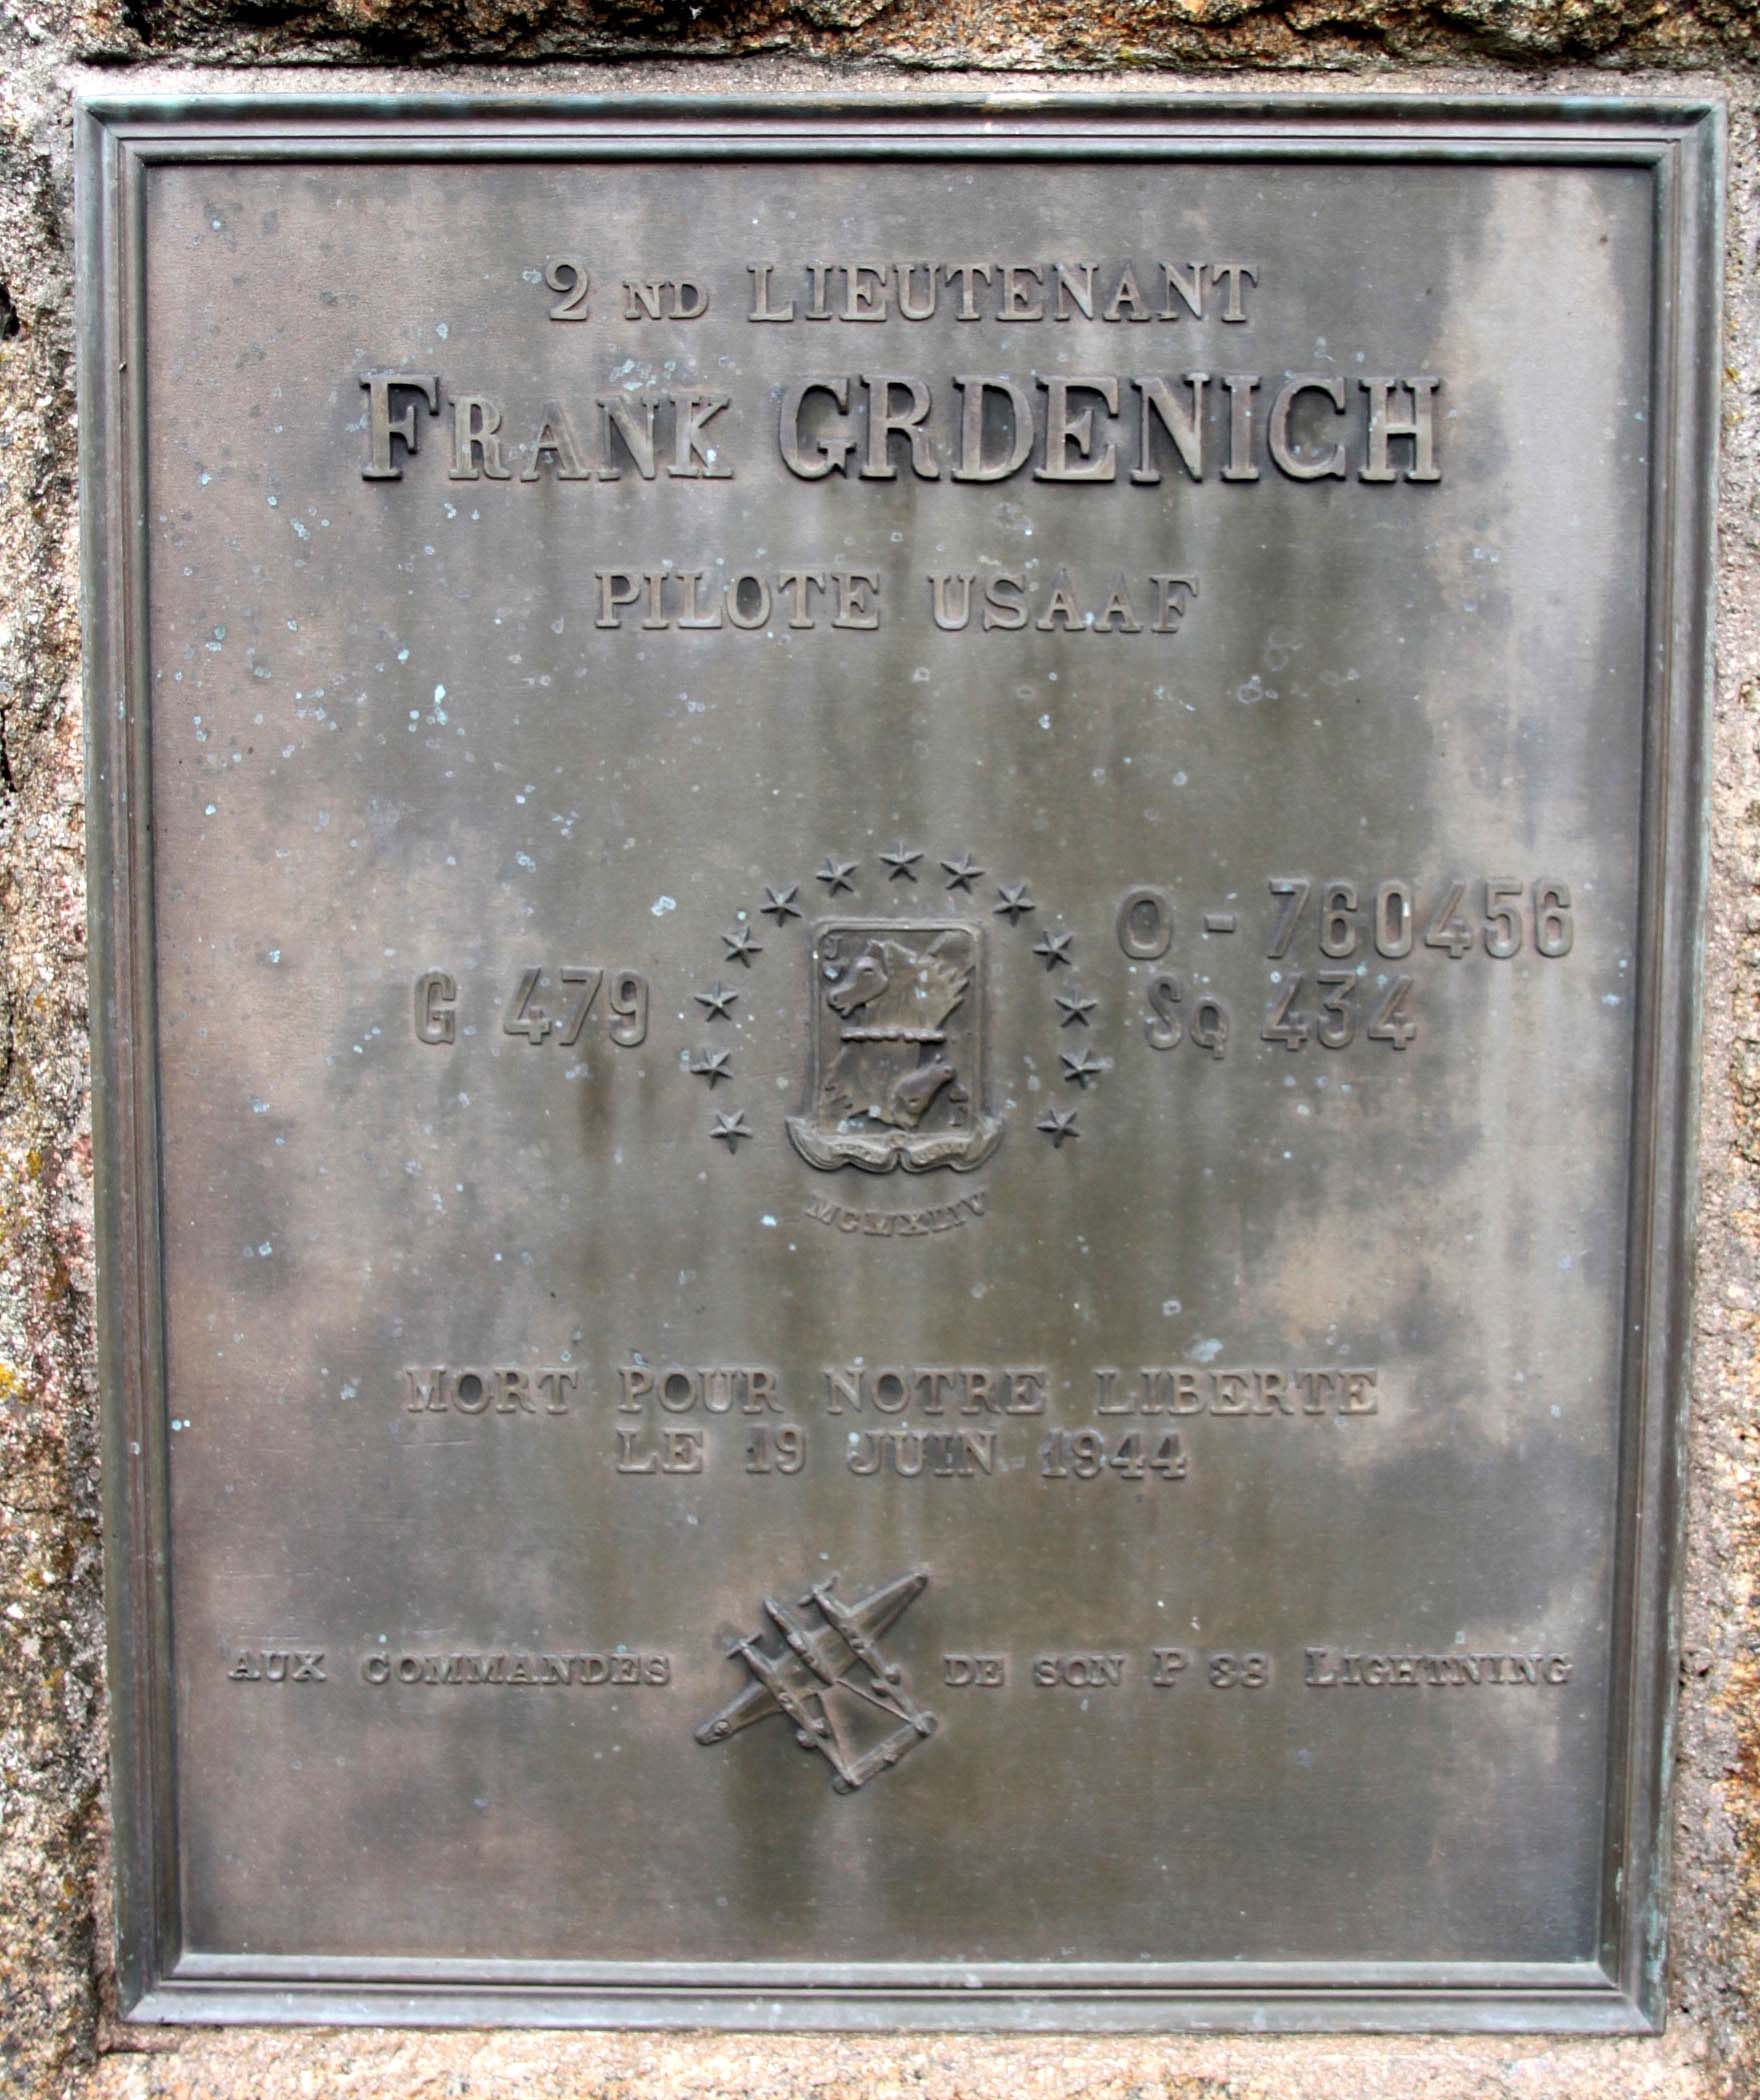 2 ND LIEUTENANT
FRANK GRDENICH
PILOTE USAAF
O - 760456
G 479
SQ 434
MCMXLIV
MORT POUR NOTRE LIBERTE
LE 19 JUIN 1944
AUX COMMANDES DE SON P 38 LIGHTNING